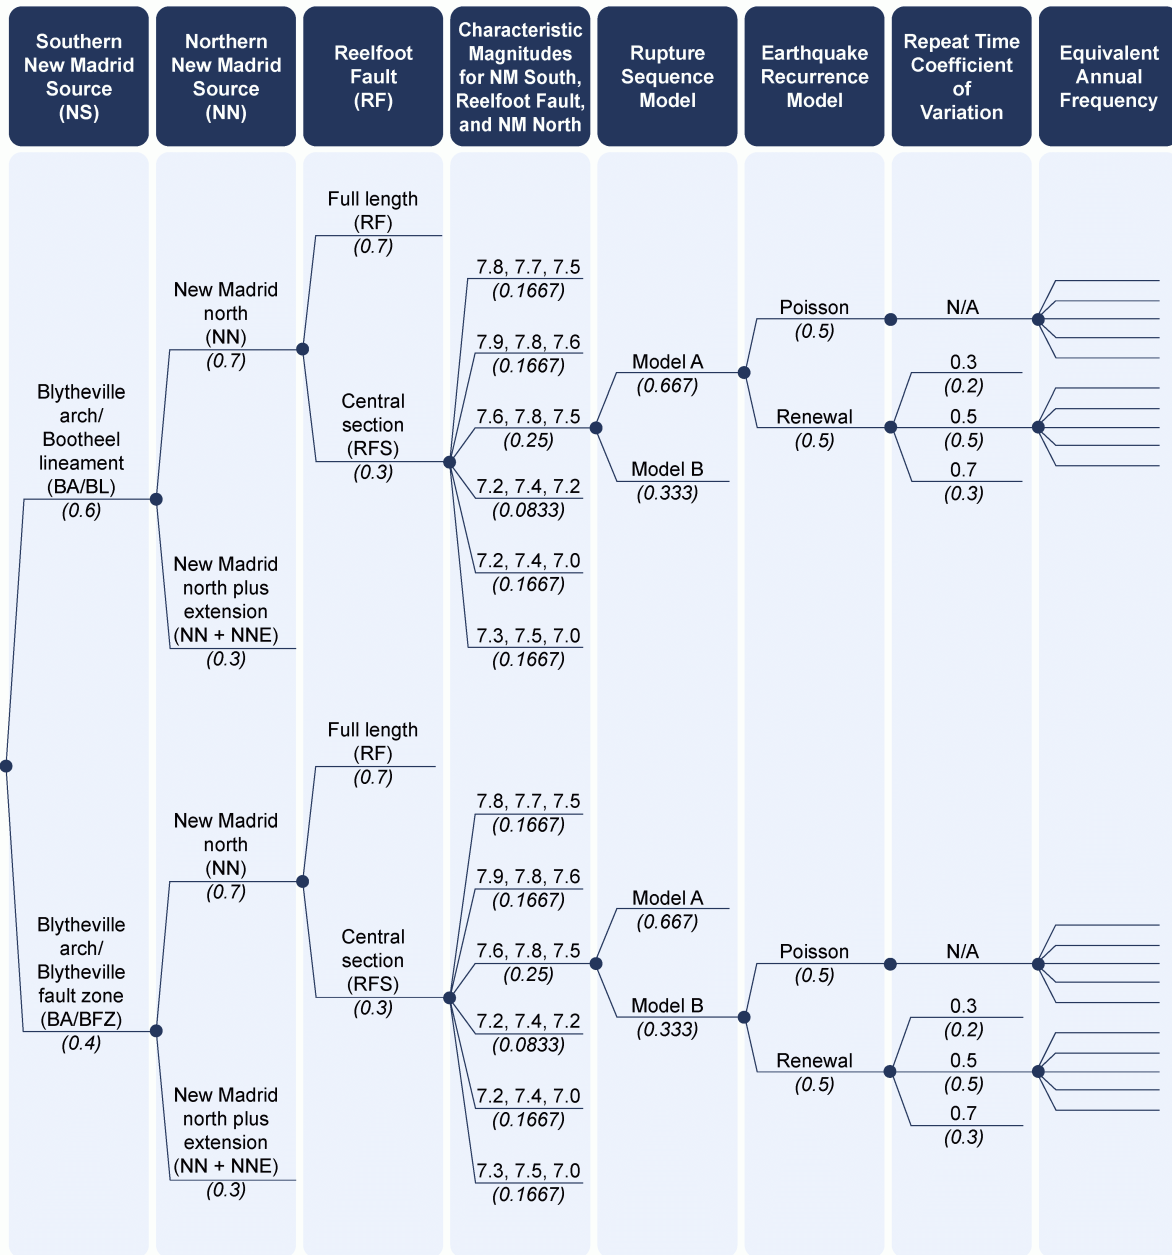 Southern
New Madrid
Source
(NS)
Northern
New Madrid
Source
(NN)
Reelfoot
Fault
(RF)
Characteristic
Magnitudes
for NM South,
Reelfoot Fault,
and NM North
Rupture
Sequence
Model
Earthquake
Recurrence
Model
Repeat Time
Coefficient
of
Variation
Equivalent
Annual
Frequency
Blytheville
arch/
Bootheel
lineament
(BA/BL)
(0.6)
New Madrid
north
(NN)
(0.7)
New Madrid
north plus
extension
(NN + NNE)
(0.3)
Full length
(RF)
(0.7)
Central
section
(RFS)
(0.3)
7.8, 7.7, 7.5
(0.1667)
7.9, 7.8, 7.6
(0.1667)
7.6, 7.8, 7.5
(0.25)
7.2, 7.4, 7.2
(0.0833)
7.2, 7.4, 7.0
(0.1667)
7.3, 7.5, 7.0
(0.1667)
Model A
(0.667)
Model B
(0.333)
Poisson
(0.5)
Renewal
(0.5)
N/A
0.3
(0.2)
0.5
(0.5)
0.7
(0.3)
Blytheville
arch/
Blytheville
fault zone
(BA/BFZ)
(0.4)
New Madrid
north
(NN)
(0.7)
New Madrid
north plus
extension
(NN + NNE)
(0.3)
Full length
(RF)
(0.7)
Central
section
(RFS)
(0.3)
7.8, 7.7, 7.5
(0.1667)
7.9, 7.8, 7.6
(0.1667)
7.6, 7.8, 7.5
(0.25)
7.2, 7.4, 7.2
(0.0833)
7.2, 7.4, 7.0
(0.1667)
7.3, 7.5, 7.0
(0.1667)
Model A
(0.667)
Model B
(0.333)
Poisson
(0.5)
Renewal
(0.5)
N/A
0.3
(0.2)
0.5
(0.5)
0.7
(0.3)